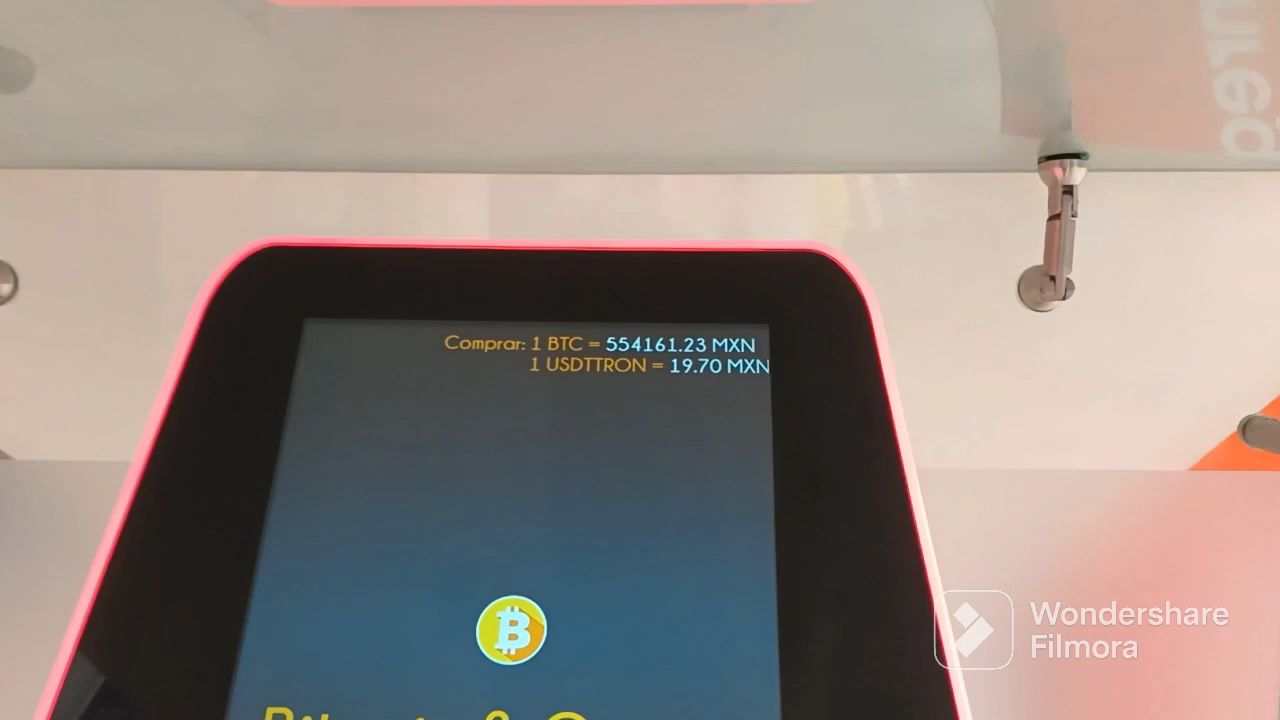 Comprar: 1 BTC = 554161.23 MXN
1 USDTTRON = 19.70 MXN
Wondershare
Filmora